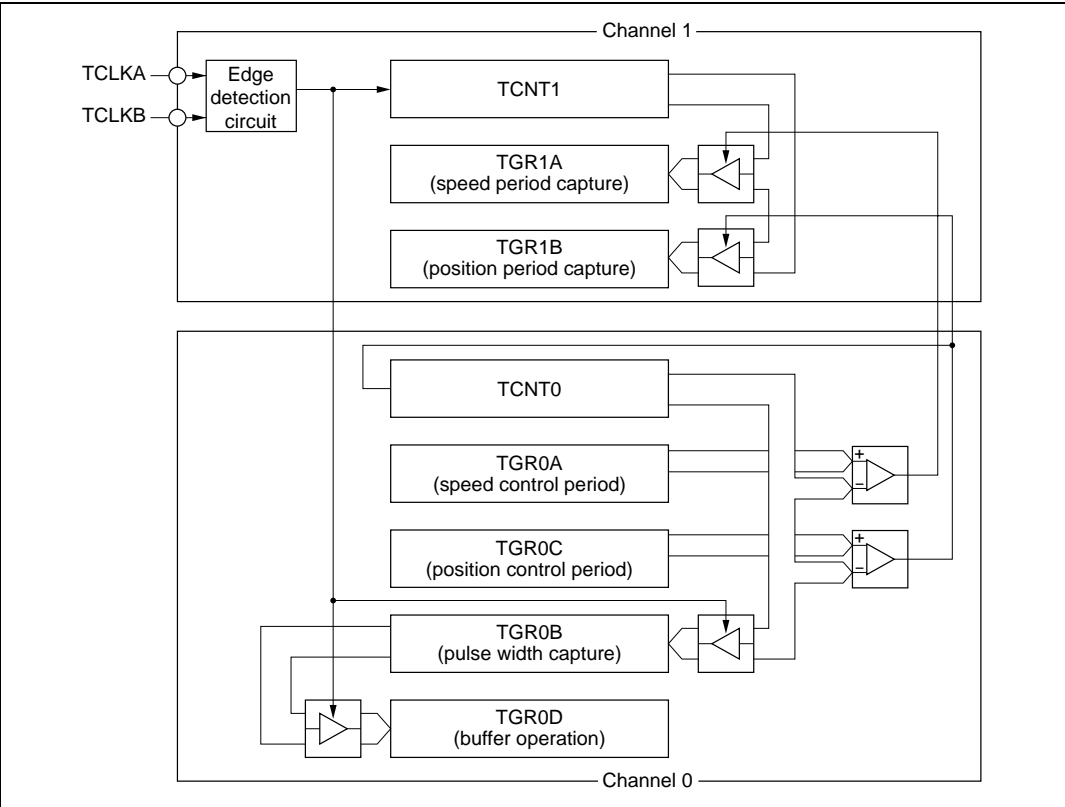 Channel 1
TCLKA
TCLKB
Edge
detection
circuit
TCNT1
TGR1A
(speed period capture)
TGR1B
(position period capture)
TCNT0
TGR0A
(speed control period)
+
−
TGR0C
(position control period)
+
−
TGR0B
(pulse width capture)
TGR0D
(buffer operation)
Channel 0